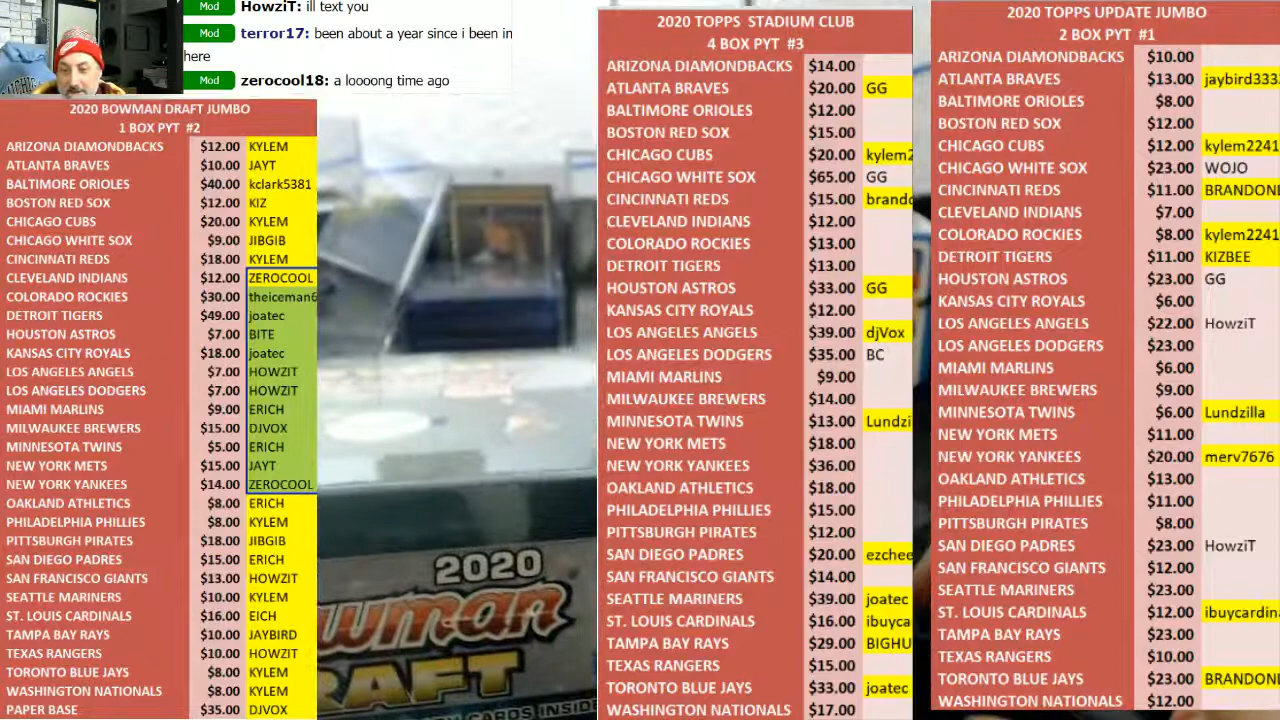 Mod HowziT: ill text you
Mod terror17: been about a year since i been in
here
Mod zerocool18: a loooong time ago
2020 BOWMAN DRAFT JUMBO
1 BOX PYT #2
ARIZONA DIAMONDBACKS $12.00 KYLEM
ATLANTA BRAVES $10.00 JAYT
BALTIMORE ORIOLES $40.00 kclark5381
BOSTON RED SOX $12.00 KIZ
CHICAGO CUBS $20.00 KYLEM
CHICAGO WHITE SOX $9.00 JIBGIB
CINCINNATI REDS $18.00 KYLEM
CLEVELAND INDIANS $12.00 ZEROCOOL
COLORADO ROCKIES $30.00 theiceman6
DETROIT TIGERS $49.00 joatec
HOUSTON ASTROS $7.00 BITE
KANSAS CITY ROYALS $18.00 joatec
LOS ANGELES ANGELS $7.00 HOWZIT
LOS ANGELES DODGERS $7.00 HOWZIT
MIAMI MARLINS $9.00 ERICH
MILWAUKEE BREWERS $15.00 DJVOX
MINNESOTA TWINS $5.00 ERICH
NEW YORK METS $15.00 JAYT
NEW YORK YANKEES $14.00 ZEROCOOL
OAKLAND ATHLETICS $8.00 ERICH
PHILADELPHIA PHILLIES $8.00 KYLEM
PITTSBURGH PIRATES $18.00 JIBGIB
SAN DIEGO PADRES $15.00 ERICH
SAN FRANCISCO GIANTS $13.00 HOWZIT
SEATTLE MARINERS $10.00 KYLEM
ST. LOUIS CARDINALS $16.00 EICH
TAMPA BAY RAYS $10.00 JAYBIRD
TEXAS RANGERS $10.00 HOWZIT
TORONTO BLUE JAYS $8.00 KYLEM
WASHINGTON NATIONALS $8.00 KYLEM
PAPER BASE $35.00 DJVOX
2020
owman
RAFT
CARDS INSIDE
2020 TOPPS STADIUM CLUB
4 BOX PYT #3
ARIZONA DIAMONDBACKS $14.00
ATLANTA BRAVES $20.00 GG
BALTIMORE ORIOLES $12.00
BOSTON RED SOX $15.00
CHICAGO CUBS $20.00 kylem2
CHICAGO WHITE SOX $65.00 GG
CINCINNATI REDS $15.00 brando
CLEVELAND INDIANS $12.00
COLORADO ROCKIES $13.00
DETROIT TIGERS $13.00
HOUSTON ASTROS $33.00 GG
KANSAS CITY ROYALS $12.00
LOS ANGELES ANGELS $39.00 djVox
LOS ANGELES DODGERS $35.00 BC
MIAMI MARLINS $9.00
MILWAUKEE BREWERS $14.00
MINNESOTA TWINS $13.00 Lundzi
NEW YORK METS $18.00
NEW YORK YANKEES $36.00
OAKLAND ATHLETICS $18.00
PHILADELPHIA PHILLIES $15.00
PITTSBURGH PIRATES $12.00
SAN DIEGO PADRES $20.00 ezchee
SAN FRANCISCO GIANTS $14.00
SEATTLE MARINERS $39.00 joatec
ST. LOUIS CARDINALS $16.00 ibuyca
TAMPA BAY RAYS $29.00 BIGHU
TEXAS RANGERS $15.00
TORONTO BLUE JAYS $33.00 joatec
WASHINGTON NATIONALS $17.00
2020 TOPPS UPDATE JUMBO
2 BOX PYT #1
ARIZONA DIAMONDBACKS $10.00
ATLANTA BRAVES $13.00 jaybird333
BALTIMORE ORIOLES $8.00
BOSTON RED SOX $12.00
CHICAGO CUBS $12.00 kylem2241
CHICAGO WHITE SOX $23.00 WOJO
CINCINNATI REDS $11.00 BRANDON
CLEVELAND INDIANS $7.00
COLORADO ROCKIES $8.00 kylem2241
DETROIT TIGERS $11.00 KIZBEE
HOUSTON ASTROS $23.00 GG
KANSAS CITY ROYALS $6.00
LOS ANGELES ANGELS $22.00 HowziT
LOS ANGELES DODGERS $23.00
MIAMI MARLINS $6.00
MILWAUKEE BREWERS $9.00
MINNESOTA TWINS $6.00 Lundzilla
NEW YORK METS $11.00
NEW YORK YANKEES $20.00 merv7676
OAKLAND ATHLETICS $13.00
PHILADELPHIA PHILLIES $11.00
PITTSBURGH PIRATES $8.00
SAN DIEGO PADRES $23.00 HowziT
SAN FRANCISCO GIANTS $12.00
SEATTLE MARINERS $23.00
ST. LOUIS CARDINALS $12.00 ibuycardin
TAMPA BAY RAYS $23.00
TEXAS RANGERS $10.00
TORONTO BLUE JAYS $23.00 BRANDON
WASHINGTON NATIONALS $12.00